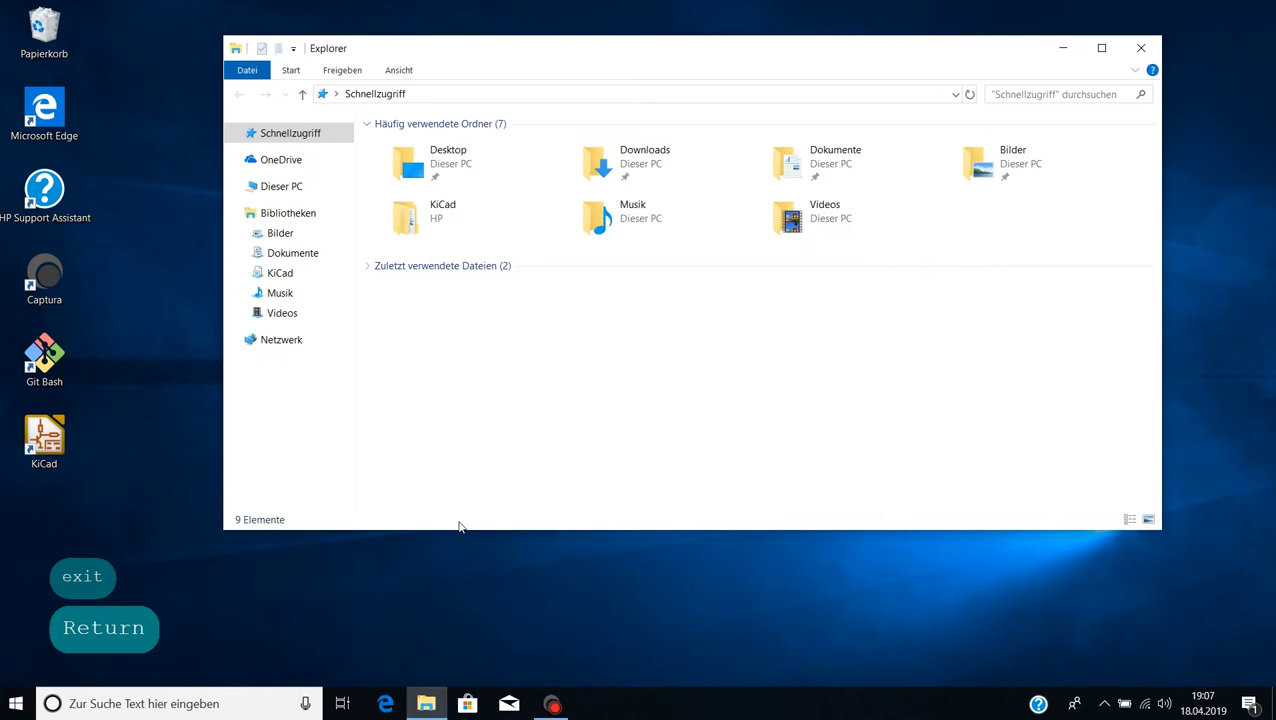 Papierkorb
Microsoft Edge
HP Support Assistant
Captura
Git Bash
KiCad
Explorer
Datei Start Freigeben Ansicht
Schnellzugriff
"Schnellzugriff" durchsuchen
Schnellzugriff
OneDrive
Dieser PC
Bibliotheken
Bilder
Dokumente
KiCad
Musik
Videos
Netzwerk
Häufig verwendete Ordner (7)
Desktop
Dieser PC
Downloads
Dieser PC
Dokumente
Dieser PC
Bilder
Dieser PC
KiCad
HP
Musik
Dieser PC
Videos
Dieser PC
Zuletzt verwendete Dateien (2)
9 Elemente
exit
Return
Zur Suche Text hier eingeben
19:07
18.04.2019
1